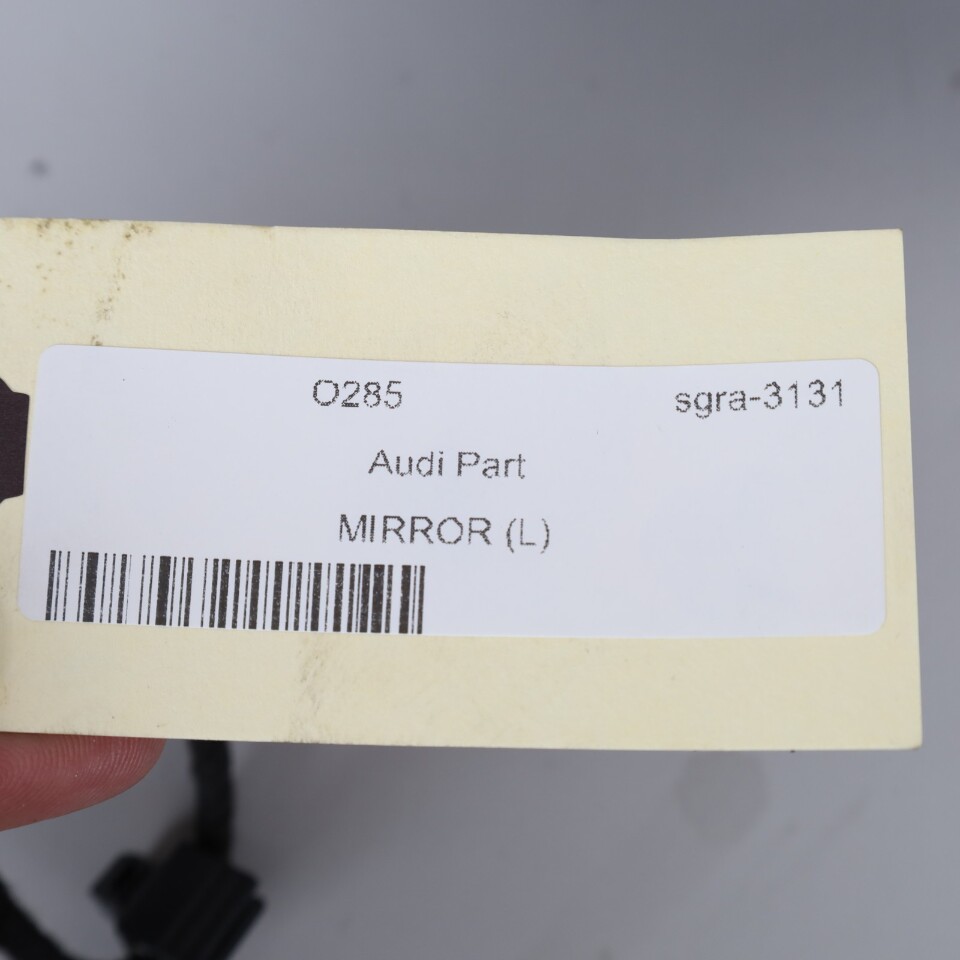 O285 sgra-3131
Audi Part
MIRROR (L)